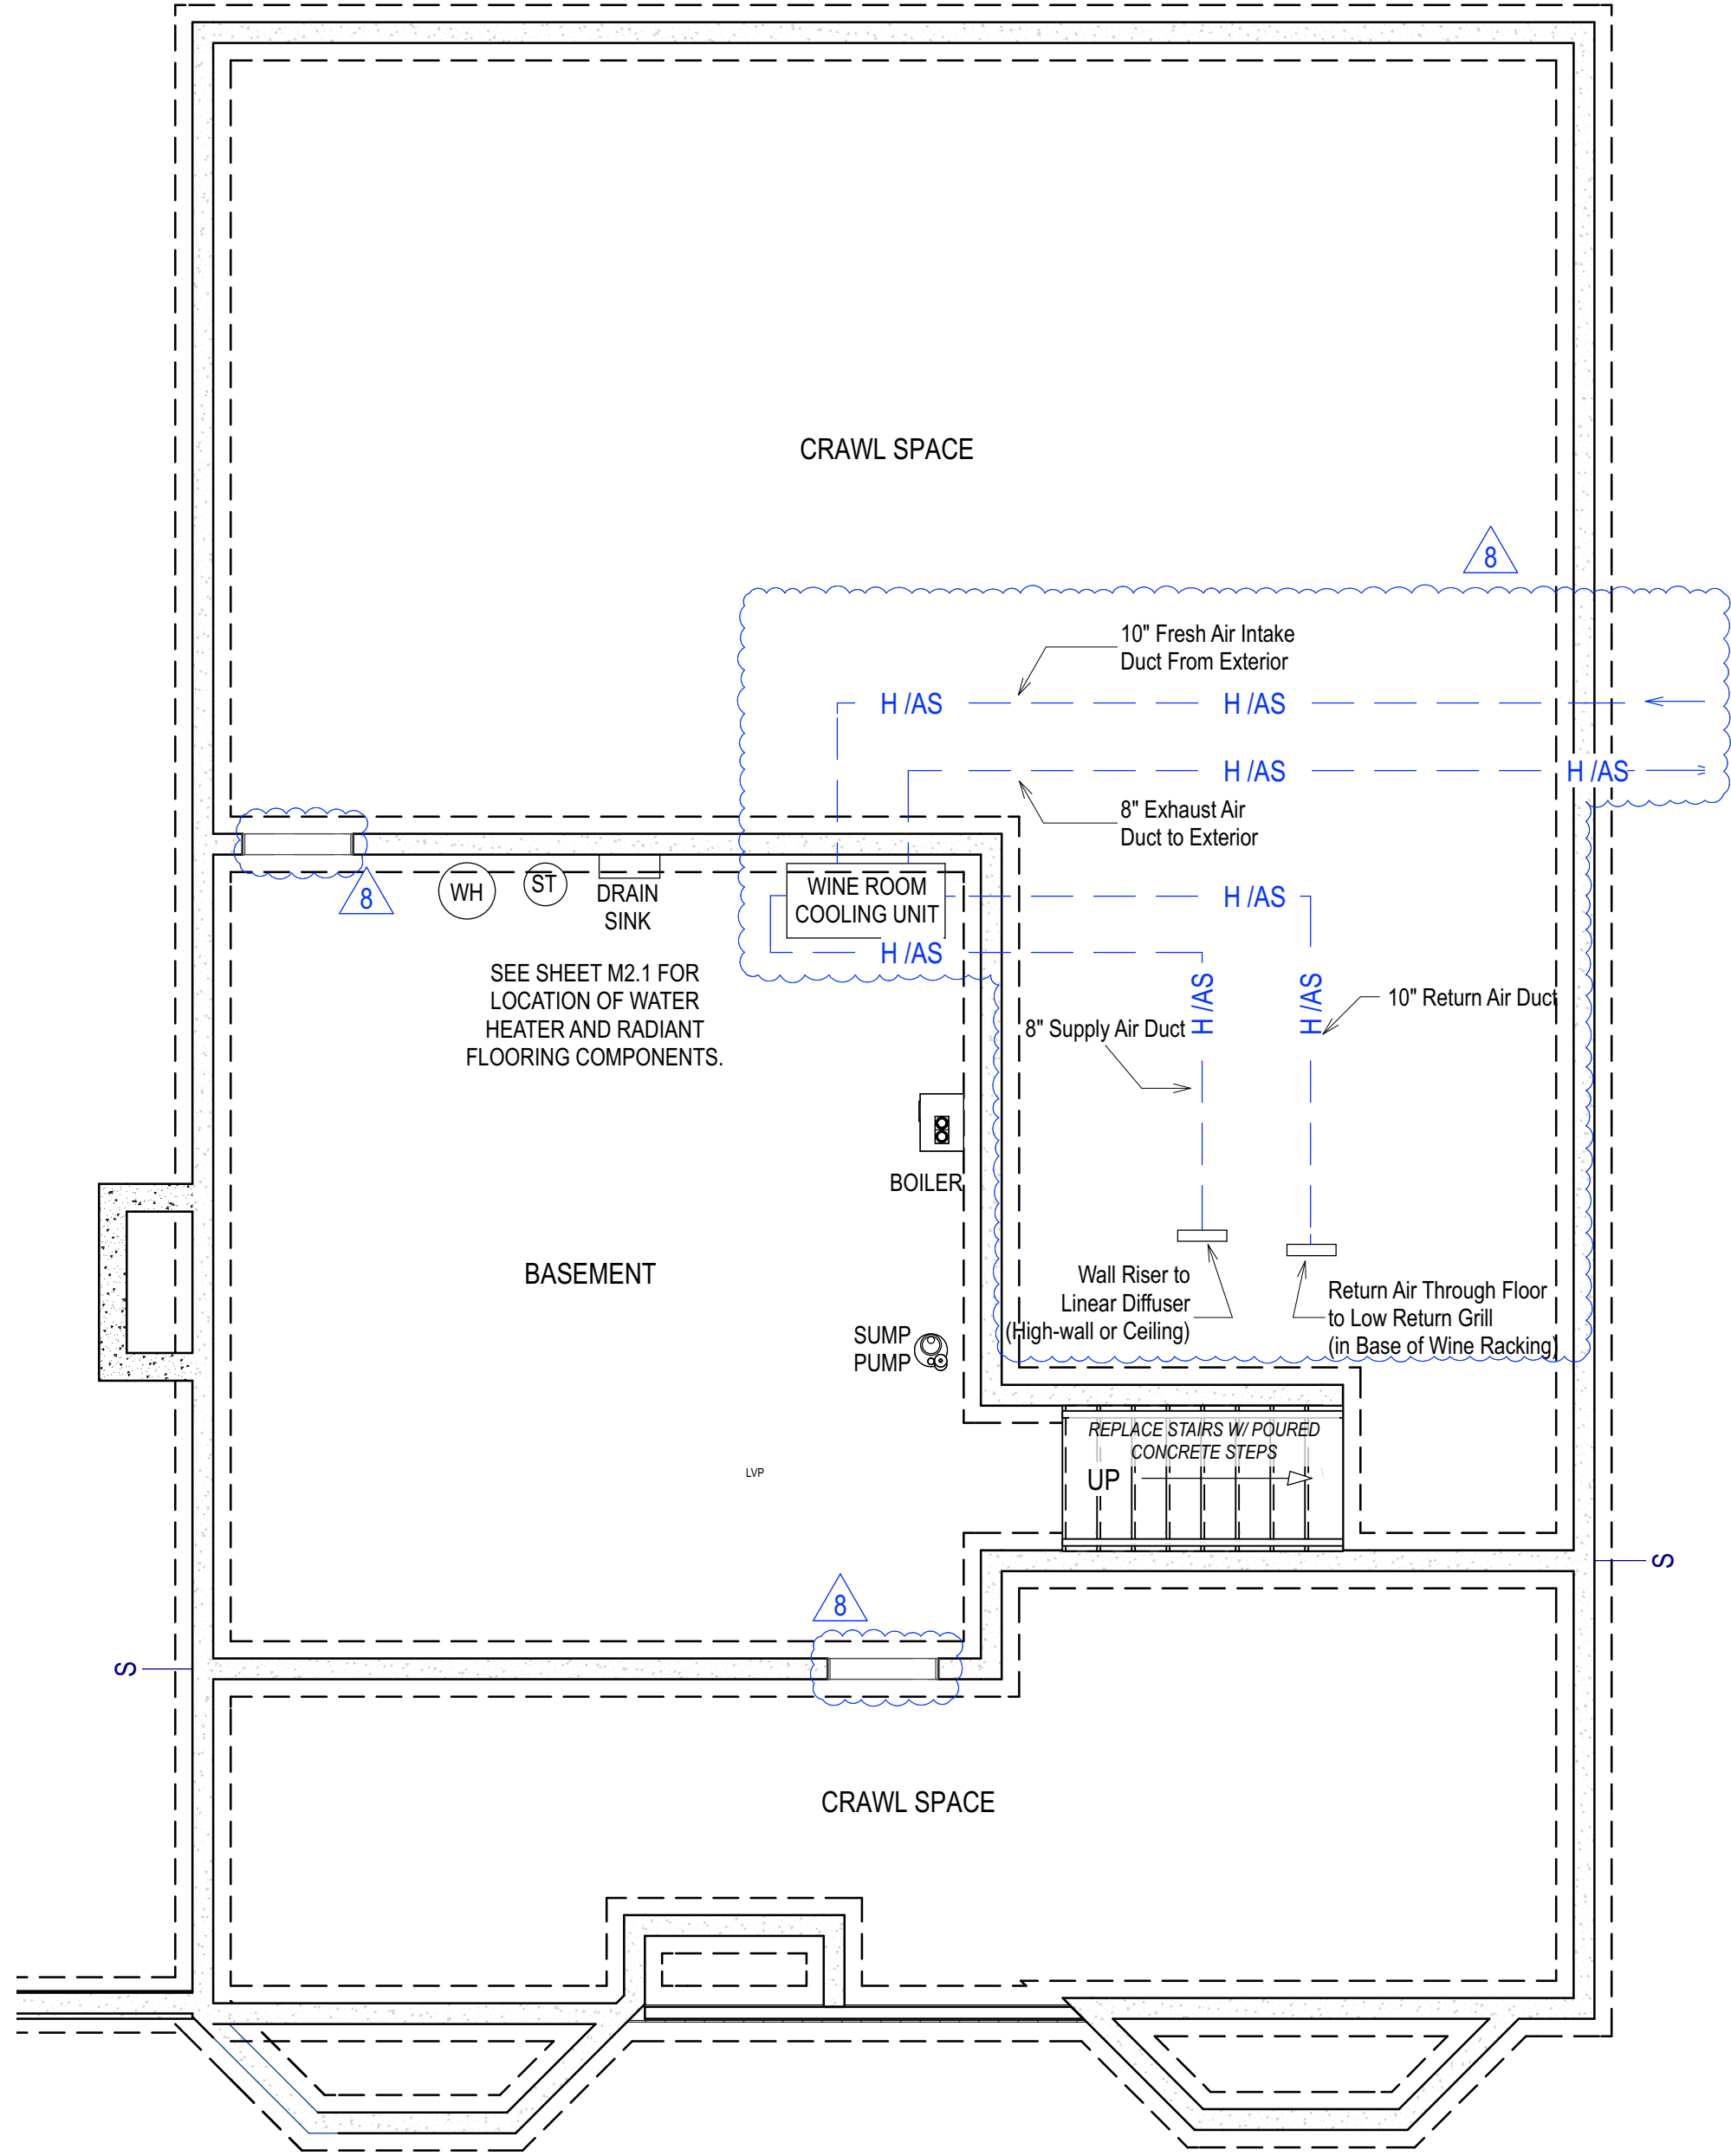 CRAWL SPACE
8
10" Fresh Air Intake
Duct From Exterior
H /AS
H /AS
H /AS
H /AS
8" Exhaust Air
Duct to Exterior
8
WH
ST
DRAIN
SINK
WINE ROOM
COOLING UNIT
H /AS
H /AS
SEE SHEET M2.1 FOR
LOCATION OF WATER
HEATER AND RADIANT
FLOORING COMPONENTS.
H /AS
H /AS
10" Return Air Duct
8" Supply Air Duct
BOILER
BASEMENT
Wall Riser to
Linear Diffuser
(High-wall or Ceiling)
Return Air Through Floor
to Low Return Grill
(in Base of Wine Racking)
SUMP
PUMP
REPLACE STAIRS W/ POURED
CONCRETE STEPS
UP
LVP
S
8
S
CRAWL SPACE